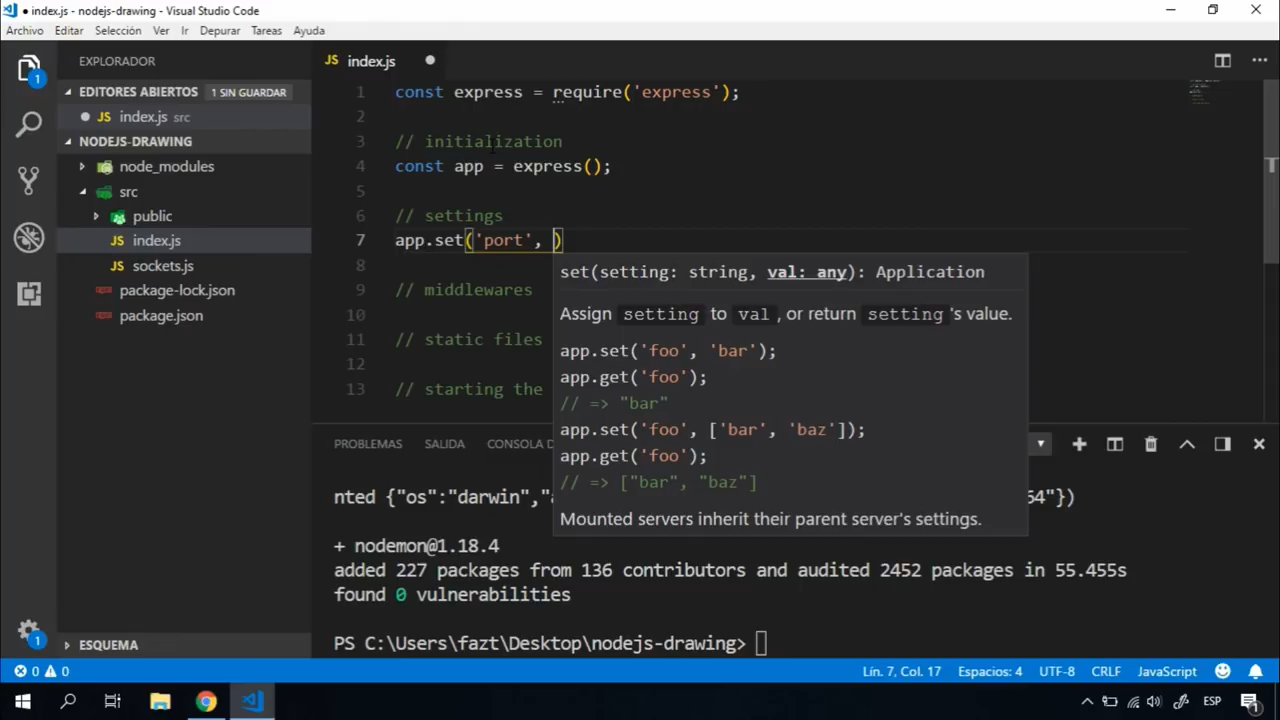 ● index.js - nodejs-drawing - Visual Studio Code
Archivo Editar Selección Ver Ir Depurar Tareas Ayuda
EXPLORADOR
EDITORES ABIERTOS 1 SIN GUARDAR
● JS index.js src
NODEJS-DRAWING
node_modules
src
public
JS index.js
JS sockets.js
package-lock.json
package.json
ESQUEMA
1
1
JS index.js ●
1 const express = require('express');
2
3 // initialization
4 const app = express();
5
6 // settings
7 app.set('port', )
8
9 // middlewares
10
11 // static files
12
13 // starting the
set(setting: string, val: any): Application
Assign setting to val, or return setting's value.
app.set('foo', 'bar');
app.get('foo');
// => "bar"
app.set('foo', ['bar', 'baz']);
app.get('foo');
// => ["bar", "baz"]
Mounted servers inherit their parent server's settings.
PROBLEMAS SALIDA CONSOLA D
nted {"os":"darwin", 64"})
+ nodemon@1.18.4
added 227 packages from 136 contributors and audited 2452 packages in 55.455s
found 0 vulnerabilities
PS C:\Users\fazt\Desktop\nodejs-drawing>
0 0 Lín. 7, Col. 17 Espacios: 4 UTF-8 CRLF JavaScript
ESP 1